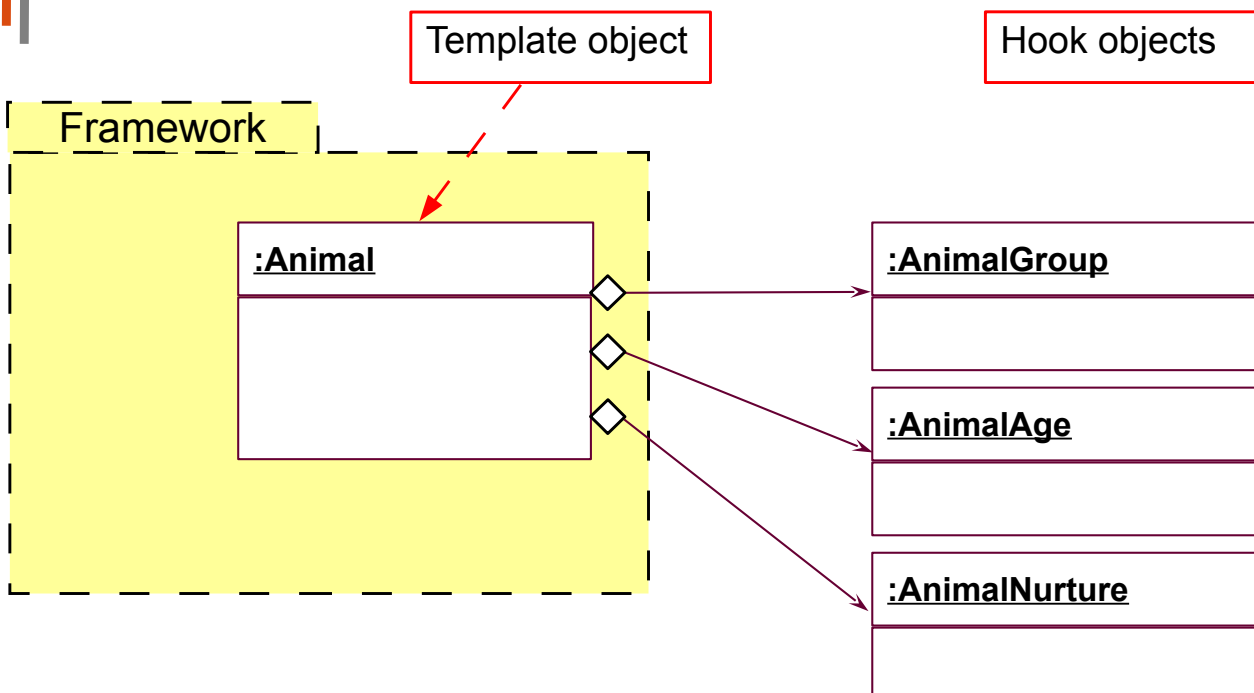 Template object
Hook objects
Framework
:Animal
:AnimalGroup
:AnimalAge
:AnimalNurture